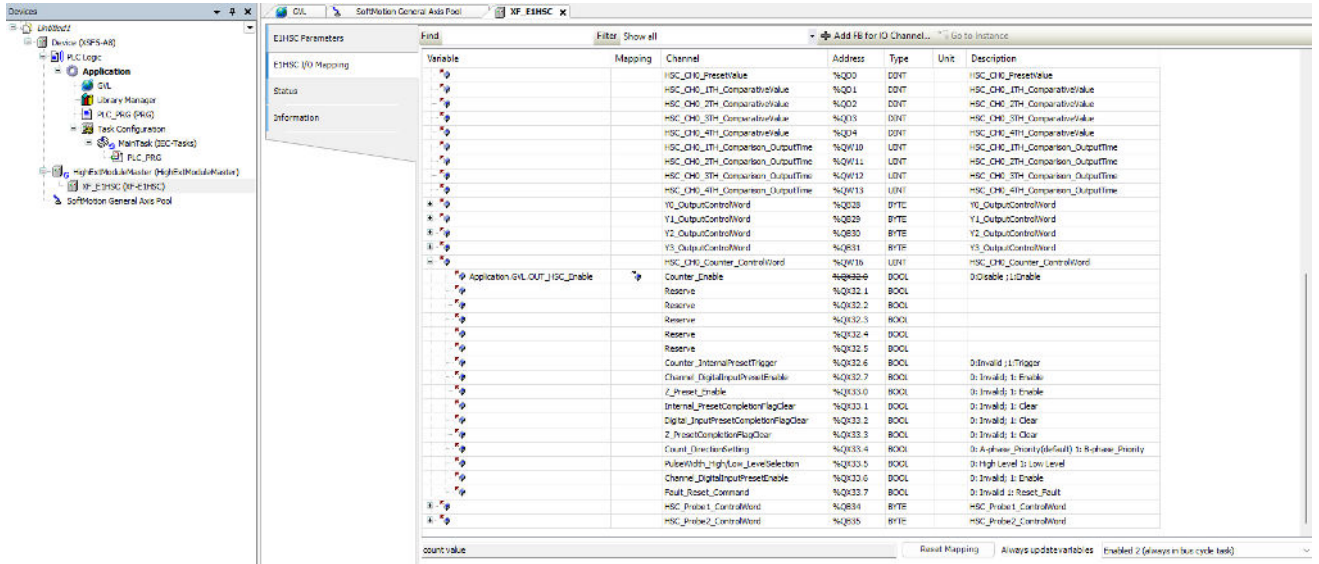 Devices
Untitled1
Device (XSF5-A8)
PLC Logic
Application
GVL
Library Manager
PLC_PRG (PRG)
Task Configuration
MainTask (IEC-Tasks)
PLC_PRG
HighExtModuleMaster (HighExtModuleMaster)
XF_E1HSC (XF-E1HSC)
SoftMotion General Axis Pool
GVL SoftMotion General Axis Pool XF_E1HSC x
E1HSC Parameters
E1HSC I/O Mapping
Status
Information
Find Filter Show all Add FB for IO Channel... Go to Instance
Variable Mapping Channel Address Type Unit Description
HSC_CH0_PresetValue %QD0 DINT HSC_CH0_PresetValue
HSC_CH0_1TH_ComparativeValue %QD1 DINT HSC_CH0_1TH_ComparativeValue
HSC_CH0_2TH_ComparativeValue %QD2 DINT HSC_CH0_2TH_ComparativeValue
HSC_CH0_3TH_ComparativeValue %QD3 DINT HSC_CH0_3TH_ComparativeValue
HSC_CH0_4TH_ComparativeValue %QD4 DINT HSC_CH0_4TH_ComparativeValue
HSC_CH0_1TH_Comparison_OutputTime %QW10 UINT HSC_CH0_1TH_Comparison_OutputTime
HSC_CH0_2TH_Comparison_OutputTime %QW11 UINT HSC_CH0_2TH_Comparison_OutputTime
HSC_CH0_3TH_Comparison_OutputTime %QW12 UINT HSC_CH0_3TH_Comparison_OutputTime
HSC_CH0_4TH_Comparison_OutputTime %QW13 UINT HSC_CH0_4TH_Comparison_OutputTime
Y0_OutputControlWord %QB28 BYTE Y0_OutputControlWord
Y1_OutputControlWord %QB29 BYTE Y1_OutputControlWord
Y2_OutputControlWord %QB30 BYTE Y2_OutputControlWord
Y3_OutputControlWord %QB31 BYTE Y3_OutputControlWord
HSC_CH0_Counter_ControlWord %QW16 UINT HSC_CH0_Counter_ControlWord
Application.GVL.OUT_HSC_Enable Counter_Enable %QX32.0 BOOL 0:Disable ;1:Enable
Reserve %QX32.1 BOOL
Reserve %QX32.2 BOOL
Reserve %QX32.3 BOOL
Reserve %QX32.4 BOOL
Reserve %QX32.5 BOOL
Counter_InternalPresetTrigger %QX32.6 BOOL 0:Invalid ;1:Trigger
Channel_DigitalInputPresetEnable %QX32.7 BOOL 0: Invalid; 1: Enable
Z_Preset_Enable %QX33.0 BOOL 0: Invalid; 1: Enable
Internal_PresetCompletionFlagClear %QX33.1 BOOL 0: Invalid; 1: Clear
Digital_InputPresetCompletionFlagClear %QX33.2 BOOL 0: Invalid; 1: Clear
Z_PresetCompletionFlagClear %QX33.3 BOOL 0: Invalid; 1: Clear
Count_DirectionSetting %QX33.4 BOOL 0: A-phase_Priority(default) 1: B-phase_Priority
PulseWidth_High/Low_LevelSelection %QX33.5 BOOL 0: High Level 1: Low Level
Channel_DigitalInputPresetEnable %QX33.6 BOOL 0: Invalid; 1: Enable
Fault_Reset_Command %QX33.7 BOOL 0: Invalid 1: Reset_Fault
HSC_Probe1_ControlWord %QB34 BYTE HSC_Probe1_ControlWord
HSC_Probe2_ControlWord %QB35 BYTE HSC_Probe2_ControlWord
count value Reset Mapping Always update variables Enabled 2 (always in bus cycle task)